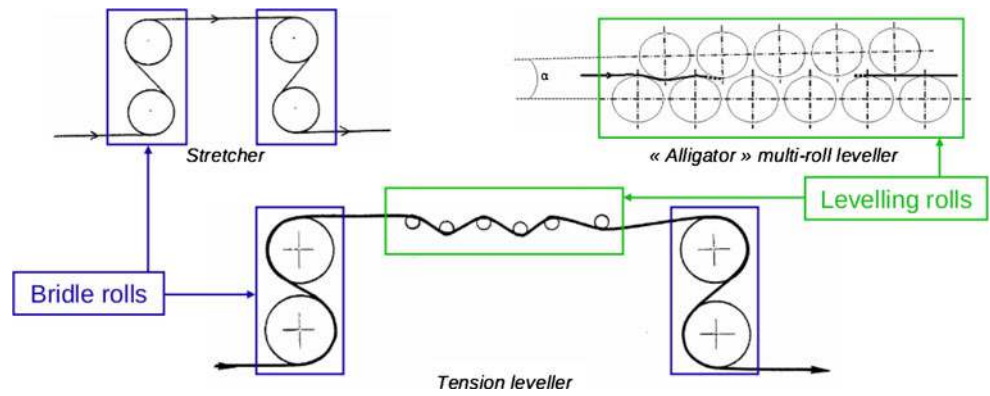 α
Stretcher
« Alligator » multi-roll leveller
Levelling rolls
Bridle rolls
Tension leveller